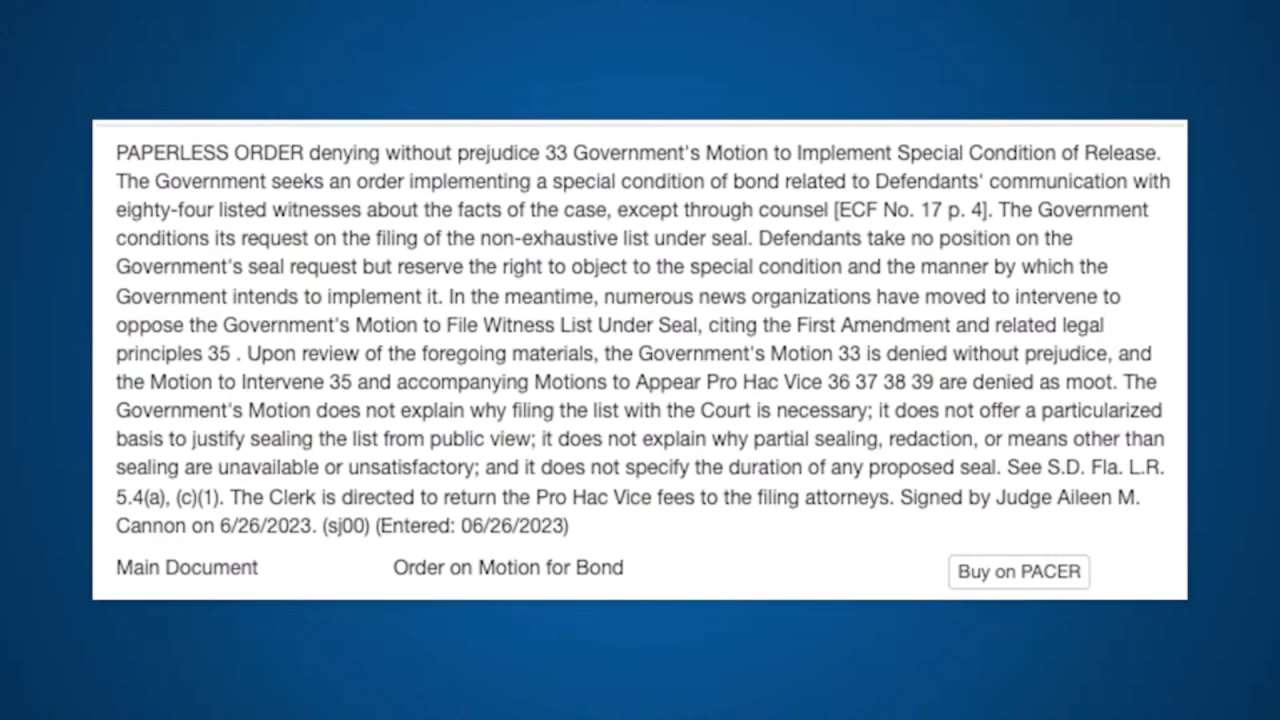 PAPERLESS ORDER denying without prejudice 33 Government's Motion to Implement Special Condition of Release.
The Government seeks an order implementing a special condition of bond related to Defendants' communication with
eighty-four listed witnesses about the facts of the case, except through counsel [ECF No. 17 p. 4]. The Government
conditions its request on the filing of the non-exhaustive list under seal. Defendants take no position on the
Government's seal request but reserve the right to object to the special condition and the manner by which the
Government intends to implement it. In the meantime, numerous news organizations have moved to intervene to
oppose the Government's Motion to File Witness List Under Seal, citing the First Amendment and related legal
principles 35 . Upon review of the foregoing materials, the Government's Motion 33 is denied without prejudice, and
the Motion to Intervene 35 and accompanying Motions to Appear Pro Hac Vice 36 37 38 39 are denied as moot. The
Government's Motion does not explain why filing the list with the Court is necessary; it does not offer a particularized
basis to justify sealing the list from public view; it does not explain why partial sealing, redaction, or means other than
sealing are unavailable or unsatisfactory; and it does not specify the duration of any proposed seal. See S.D. Fla. L.R.
5.4(a), (c)(1). The Clerk is directed to return the Pro Hac Vice fees to the filing attorneys. Signed by Judge Aileen M.
Cannon on 6/26/2023. (sj00) (Entered: 06/26/2023)
Main Document Order on Motion for Bond Buy on PACER